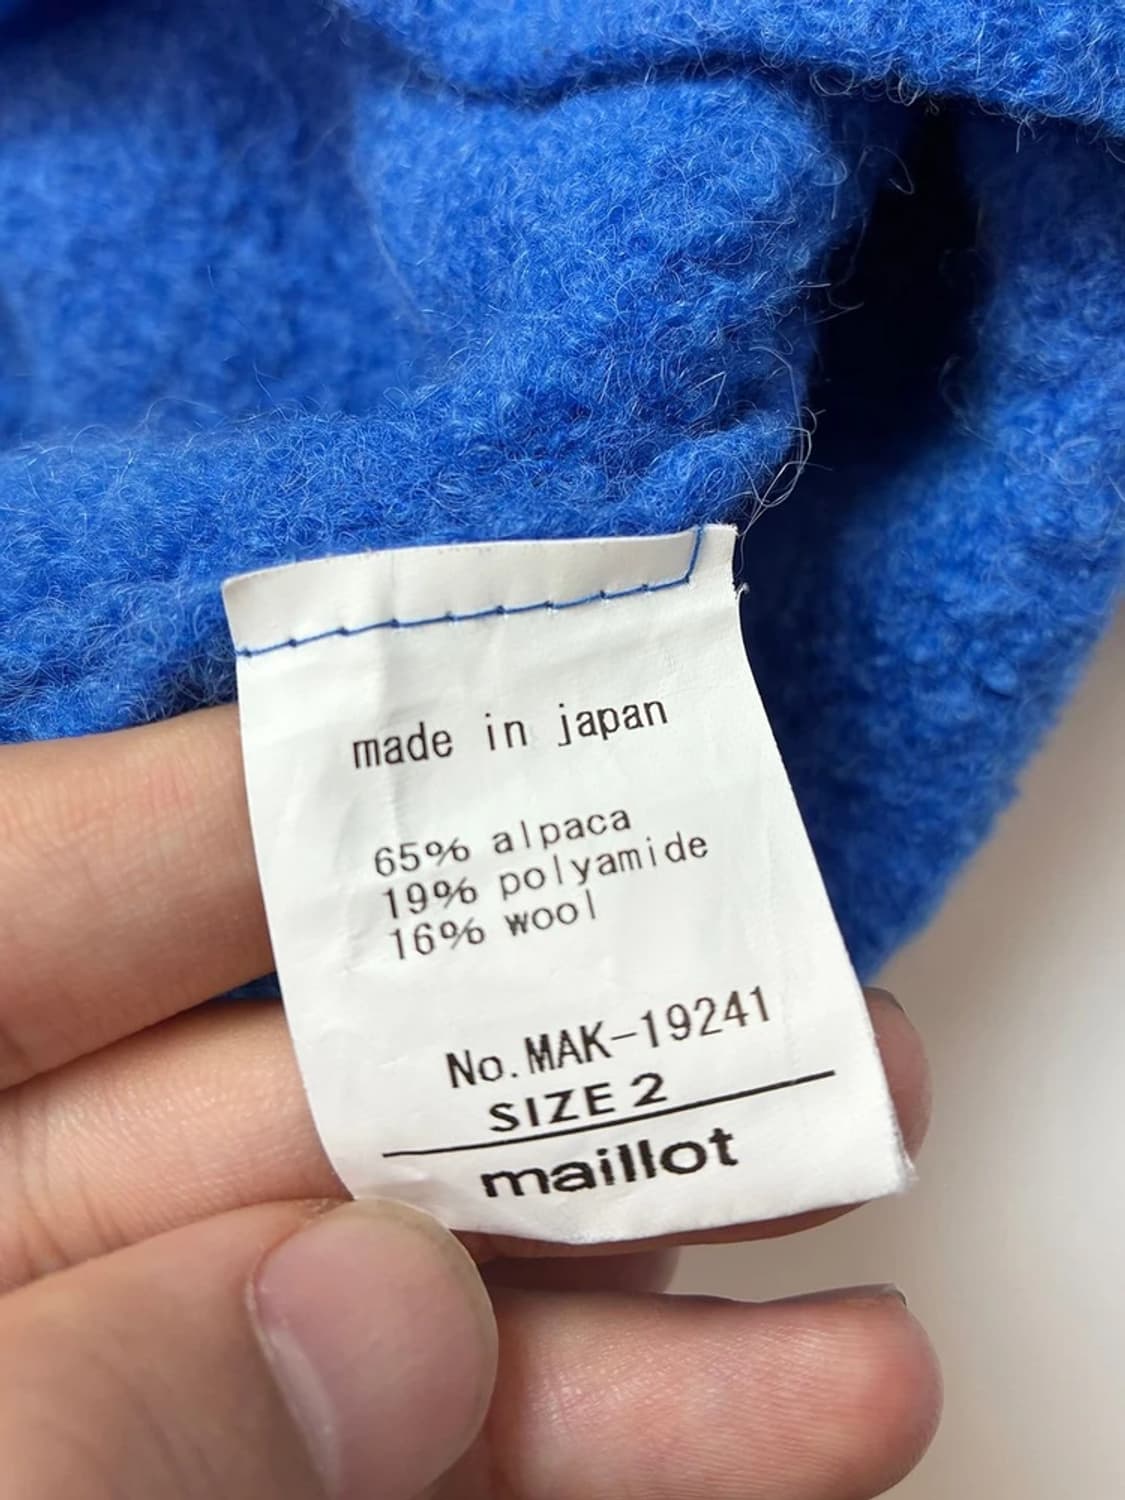 made in japan
65% alpaca
19% polyamide
16% wool
No.MAK-19241
SIZE 2
maillot